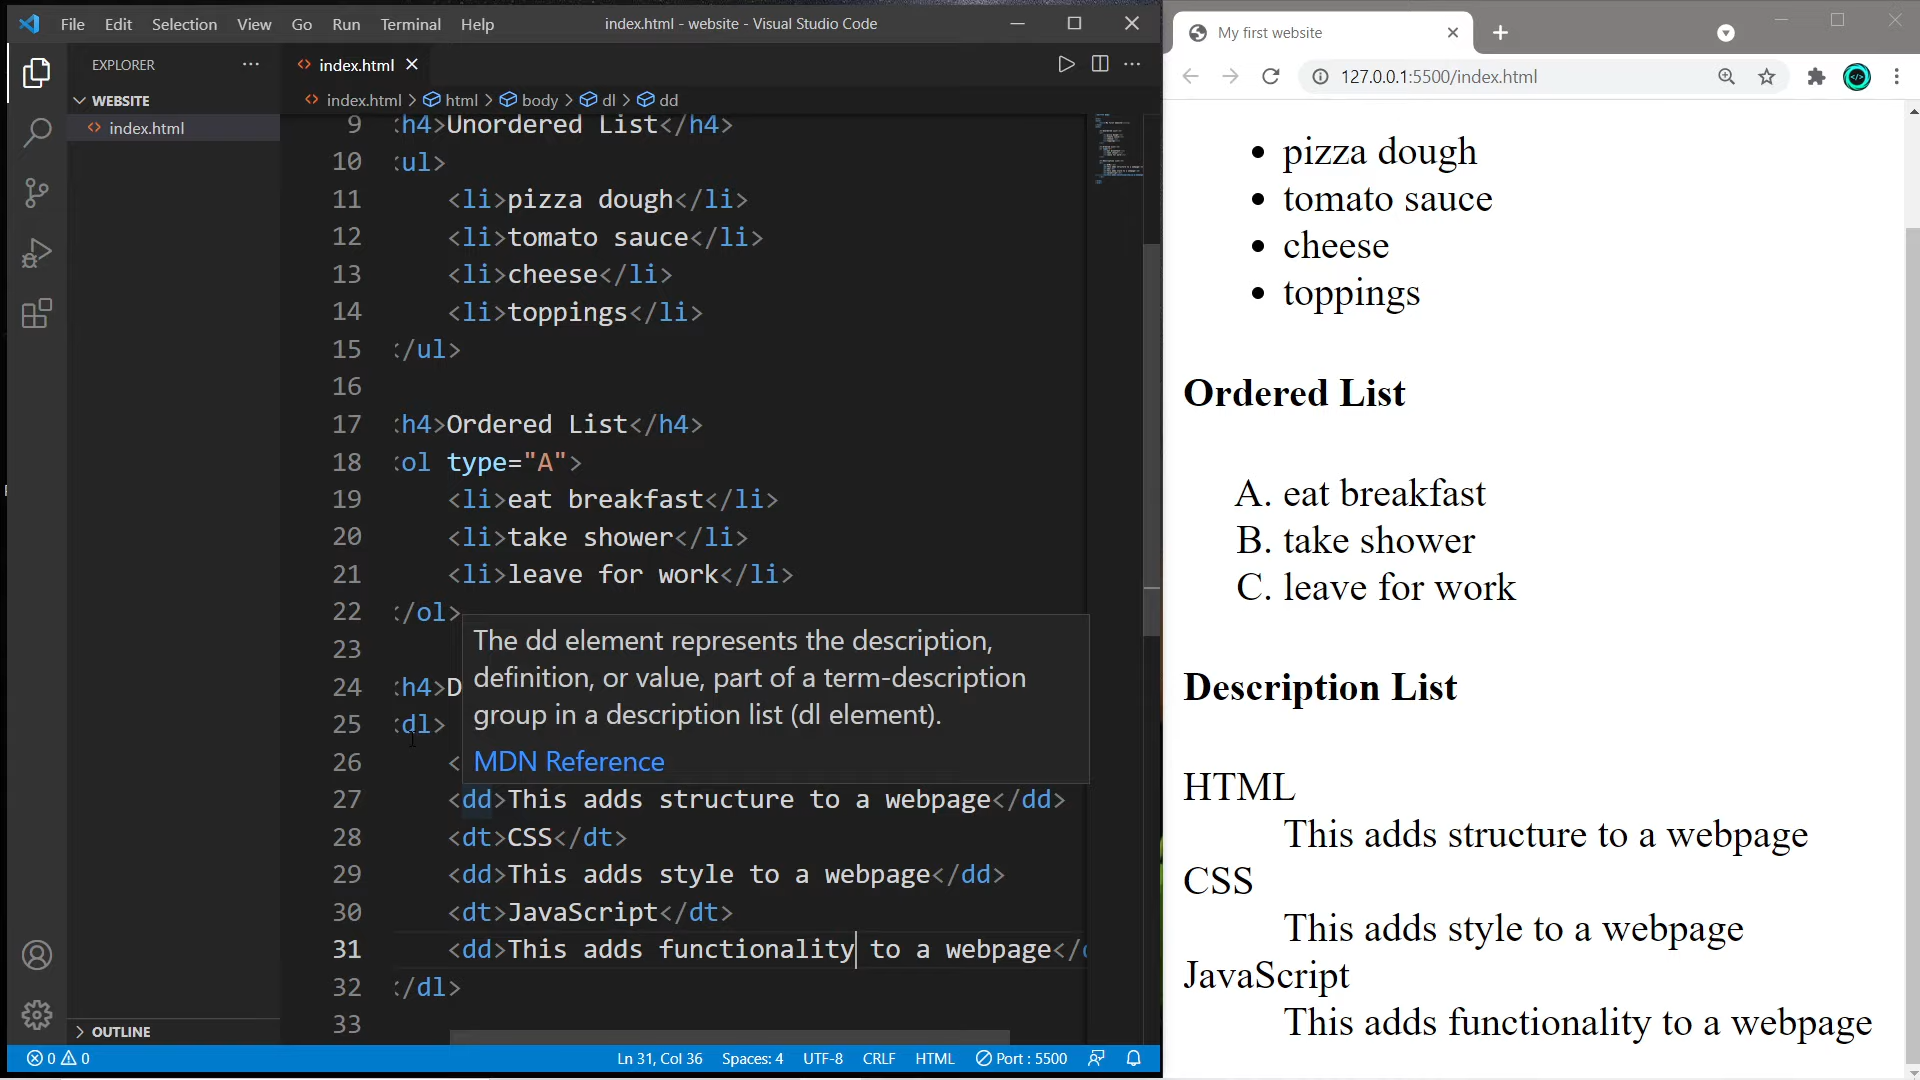 File Edit Selection View Go Run Terminal Help index.html - website - Visual Studio Code
EXPLORER
WEBSITE
index.html
OUTLINE
index.html
index.html > html > body > dl > dd
9 <h4>Unordered List</h4>
10 <ul>
11 <li>pizza dough</li>
12 <li>tomato sauce</li>
13 <li>cheese</li>
14 <li>toppings</li>
15 </ul>
16
17 <h4>Ordered List</h4>
18 <ol type="A">
19 <li>eat breakfast</li>
20 <li>take shower</li>
21 <li>leave for work</li>
22 </ol>
23
24 <h4>D
25 <dl>
26 <
The dd element represents the description,
definition, or value, part of a term-description
group in a description list (dl element).
MDN Reference
27 <dd>This adds structure to a webpage</dd>
28 <dt>CSS</dt>
29 <dd>This adds style to a webpage</dd>
30 <dt>JavaScript</dt>
31 <dd>This adds functionality to a webpage</
32 </dl>
33
0 0 Ln 31, Col 36 Spaces: 4 UTF-8 CRLF HTML Port : 5500
My first website
127.0.0.1:5500/index.html
• pizza dough
• tomato sauce
• cheese
• toppings
Ordered List
A. eat breakfast
B. take shower
C. leave for work
Description List
HTML
This adds structure to a webpage
CSS
This adds style to a webpage
JavaScript
This adds functionality to a webpage